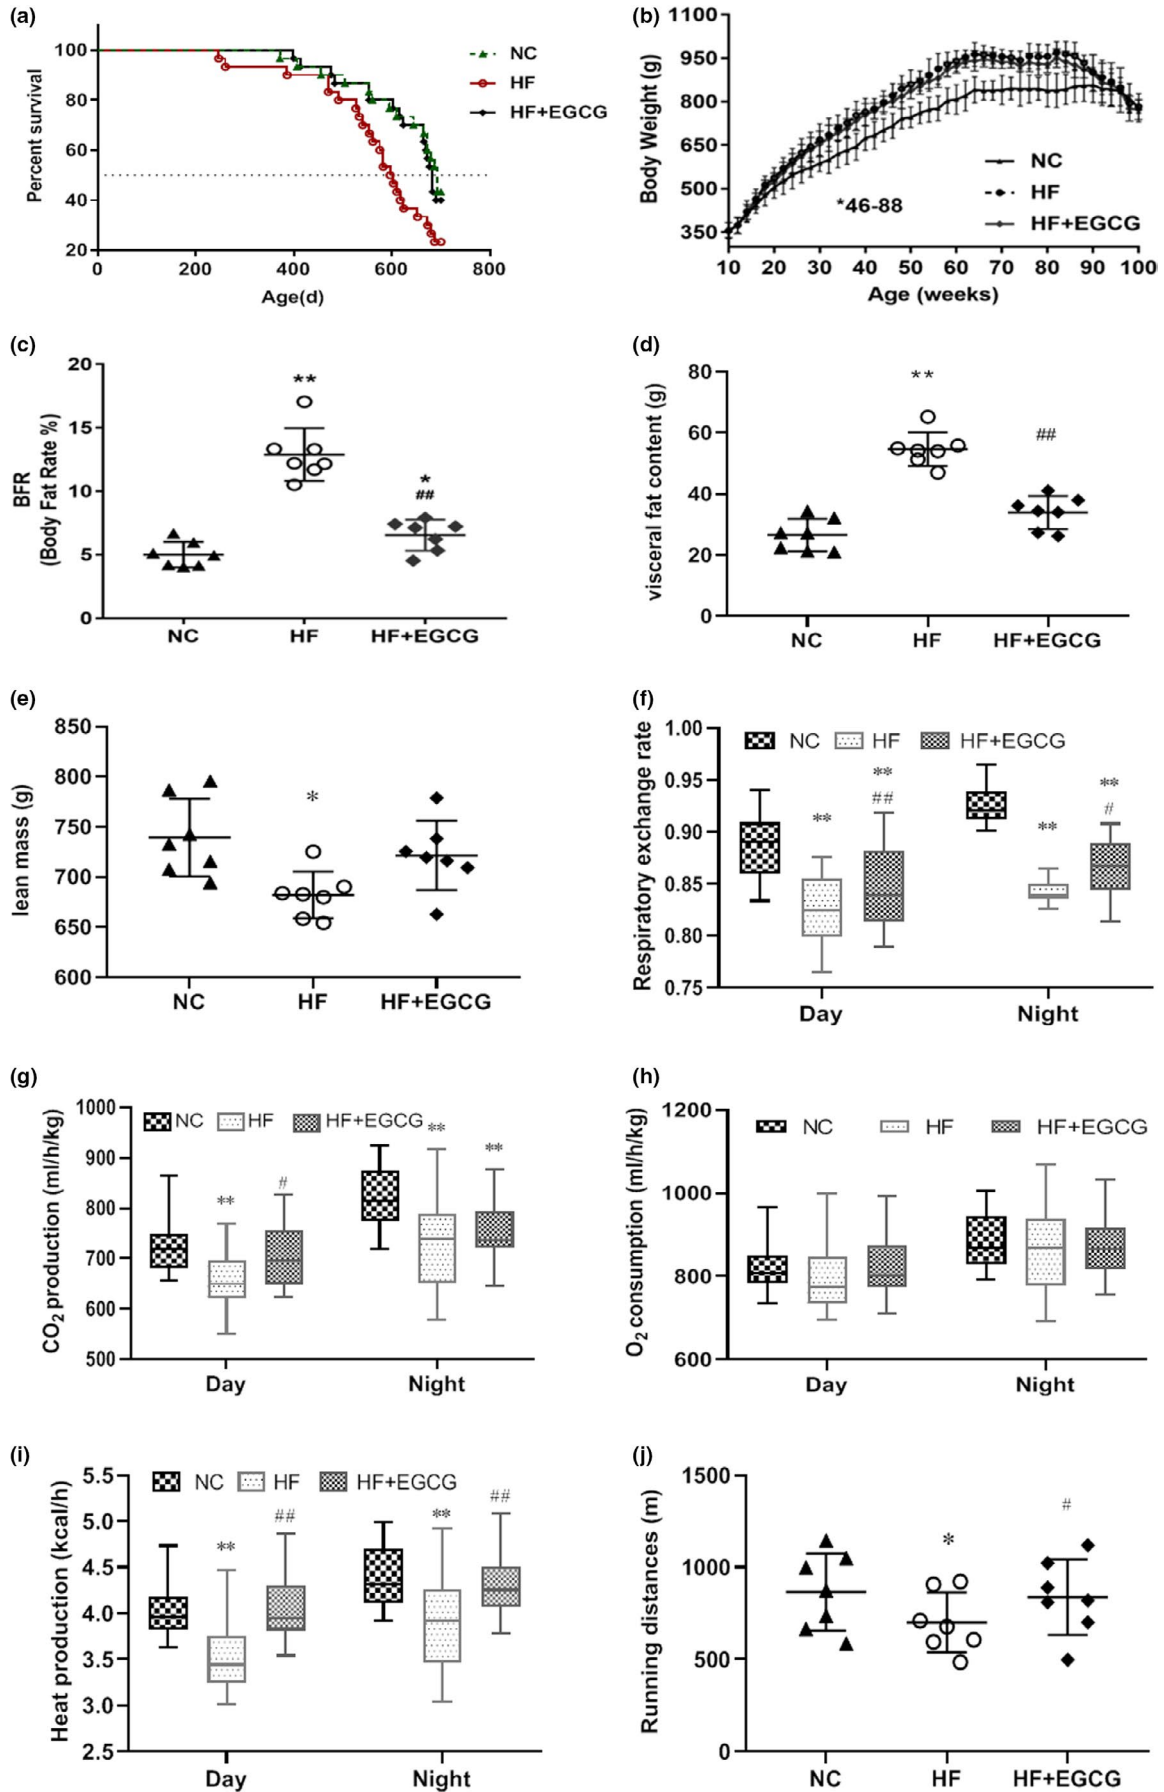 (a)
Percent survival
100
80
60
40
20
0
200
400
600
800
Age(d)
NC
HF
HF+EGCG
(b)
Body Weight (g)
1100
950
800
650
500
350
*46-88
NC
HF
HF+EGCG
10
20
30
40
50
60
70
80
90
100
Age (weeks)
(c)
BFR
(Body Fat Rate %)
20
15
10
5
0
**
*
##
NC
HF
HF+EGCG
(d)
visceral fat content (g)
80
60
40
20
0
**
##
NC
HF
HF+EGCG
(e)
lean mass (g)
850
800
750
700
650
600
*
NC
HF
HF+EGCG
(f)
Respiratory exchange rate
1.00
0.95
0.90
0.85
0.80
0.75
NC
HF
HF+EGCG
**
**
##
**
**
#
Day
Night
(g)
CO2 production (ml/h/kg)
1000
900
800
700
600
500
NC
HF
HF+EGCG
**
#
**
**
Day
Night
(h)
O2 consumption (ml/h/kg)
1200
1000
800
600
NC
HF
HF+EGCG
Day
Night
(i)
Heat production (kcal/h)
5.5
5.0
4.5
4.0
3.5
3.0
2.5
NC
HF
HF+EGCG
**
##
**
##
Day
Night
(j)
Running distances (m)
1500
1000
500
0
*
#
NC
HF
HF+EGCG